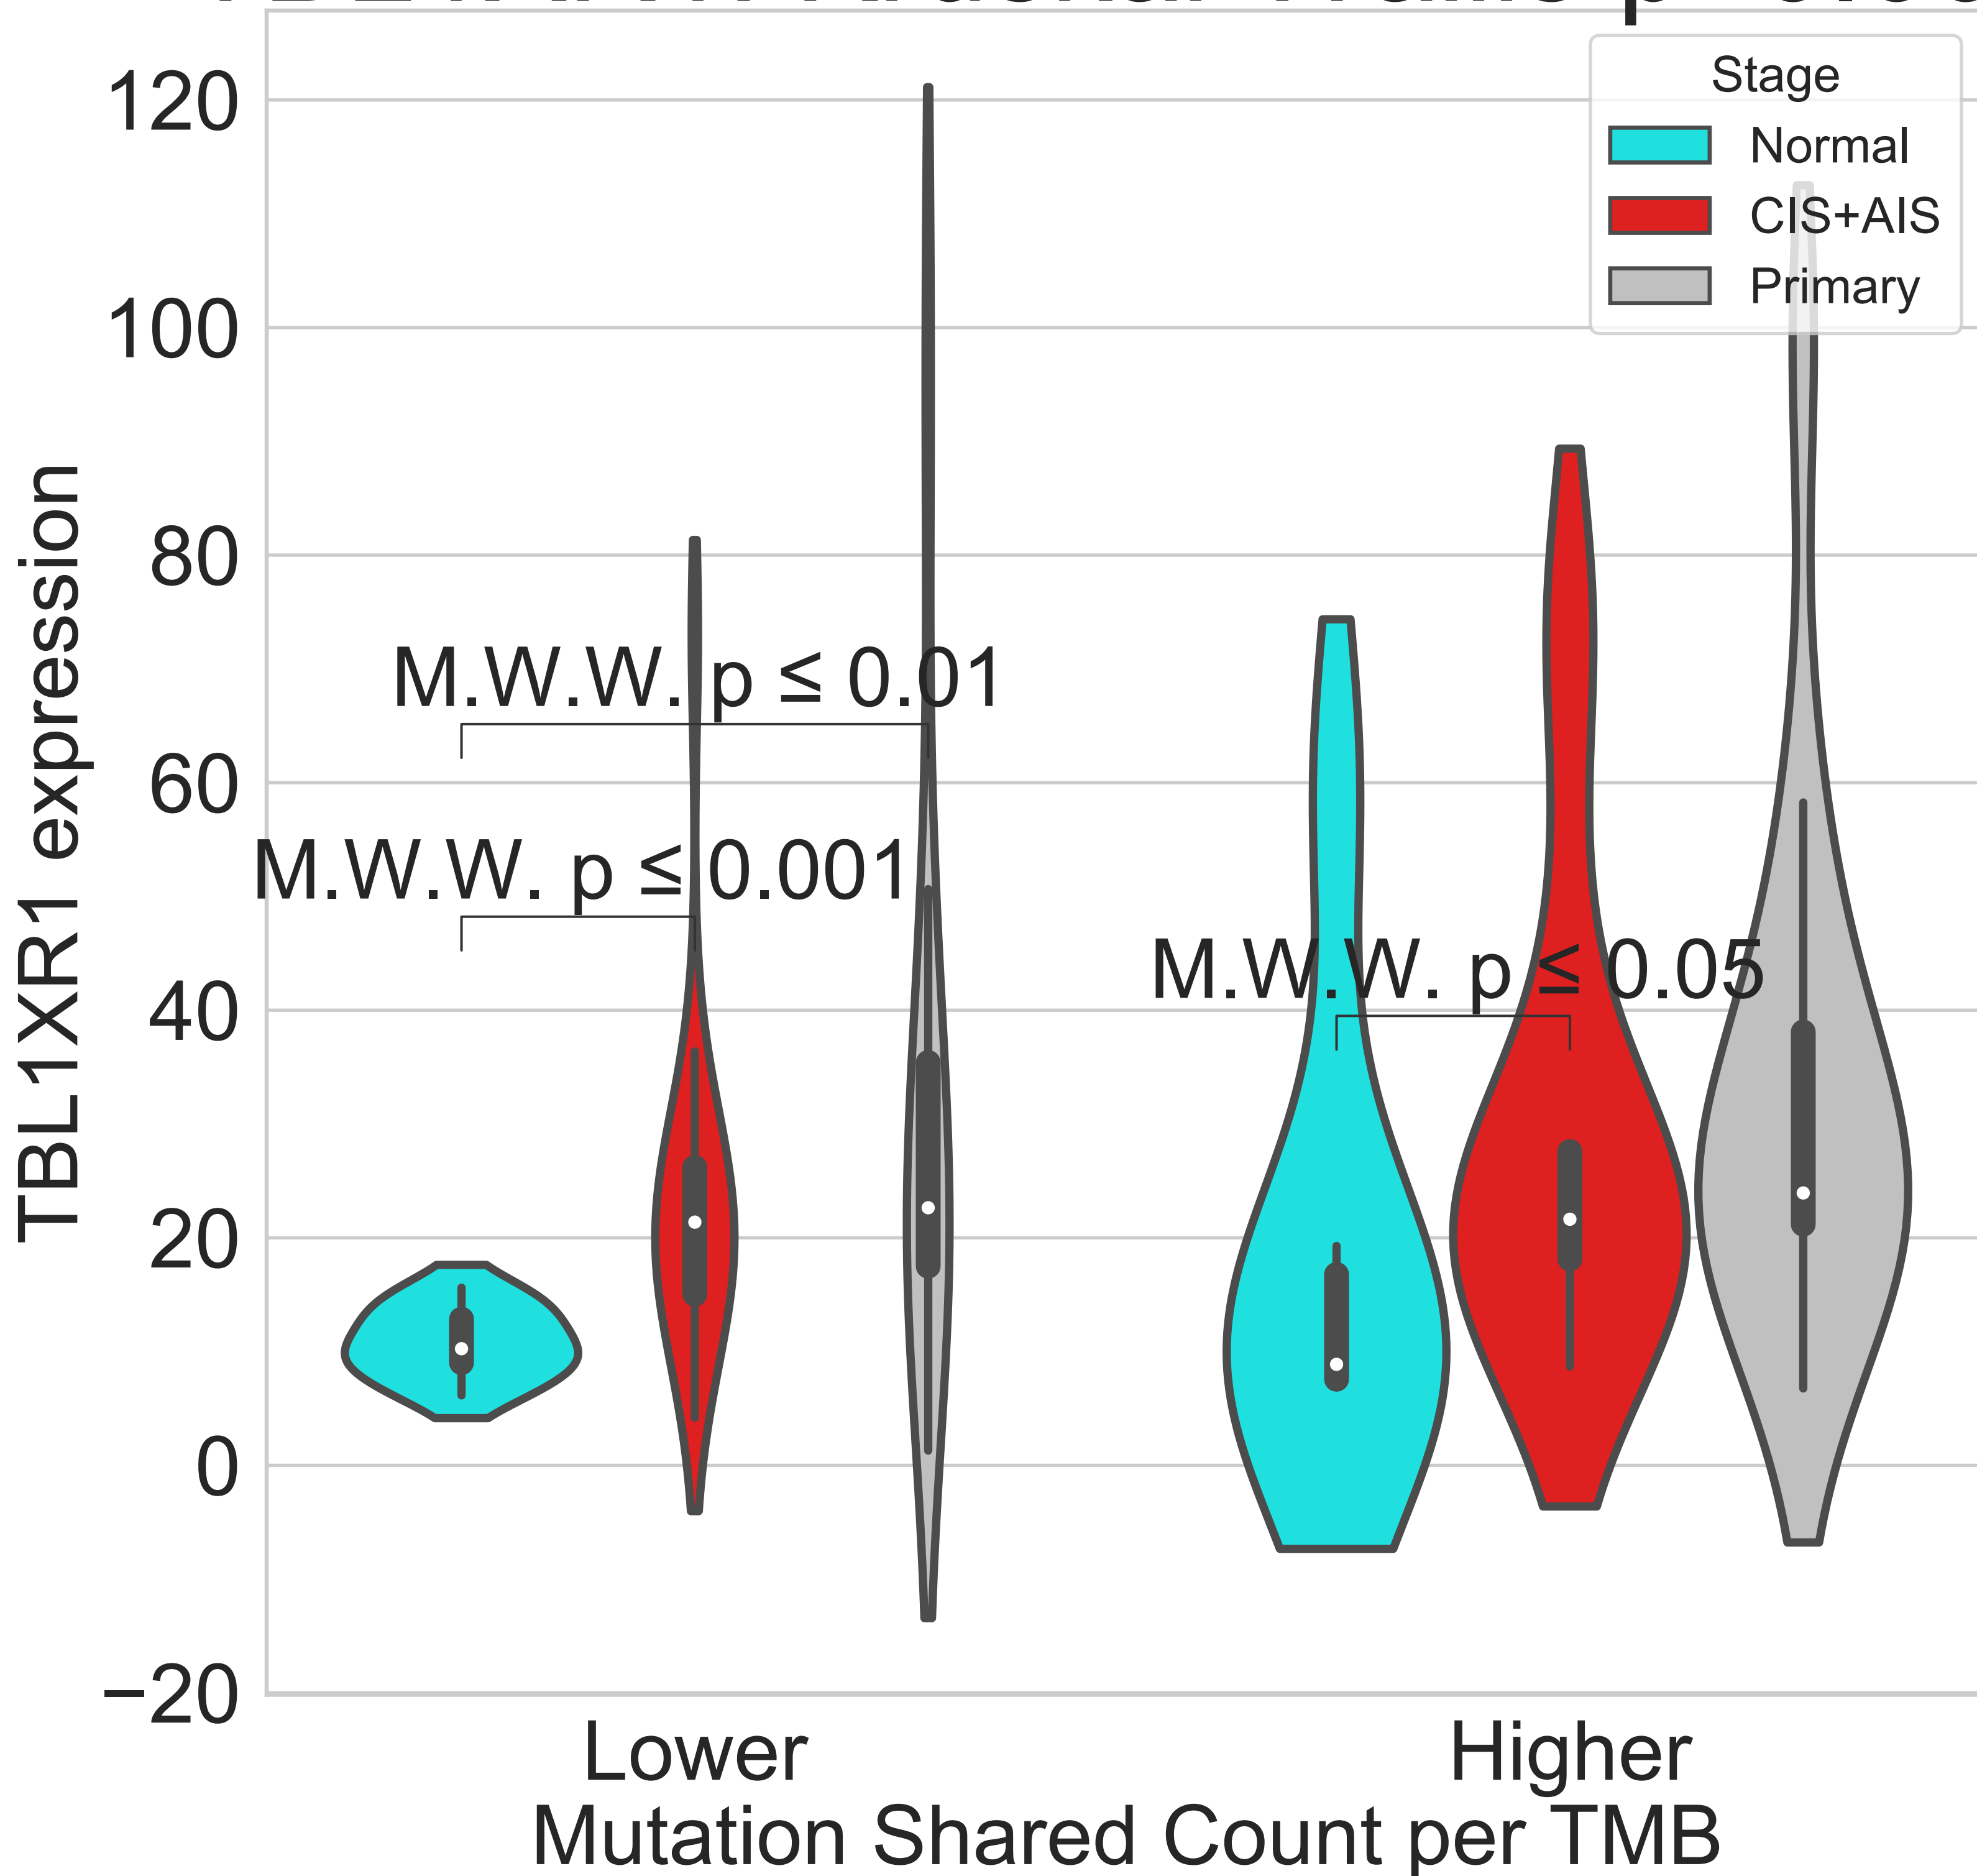 Stage
Normal
CIS+AIS
Primary
120
100
80
60
40
20
0
−20
TBL1XR1 expression
M.W.W. p ≤ 0.01
M.W.W. p ≤ 0.001
M.W.W. p ≤ 0.05
Lower
Higher
Mutation Shared Count per TMB